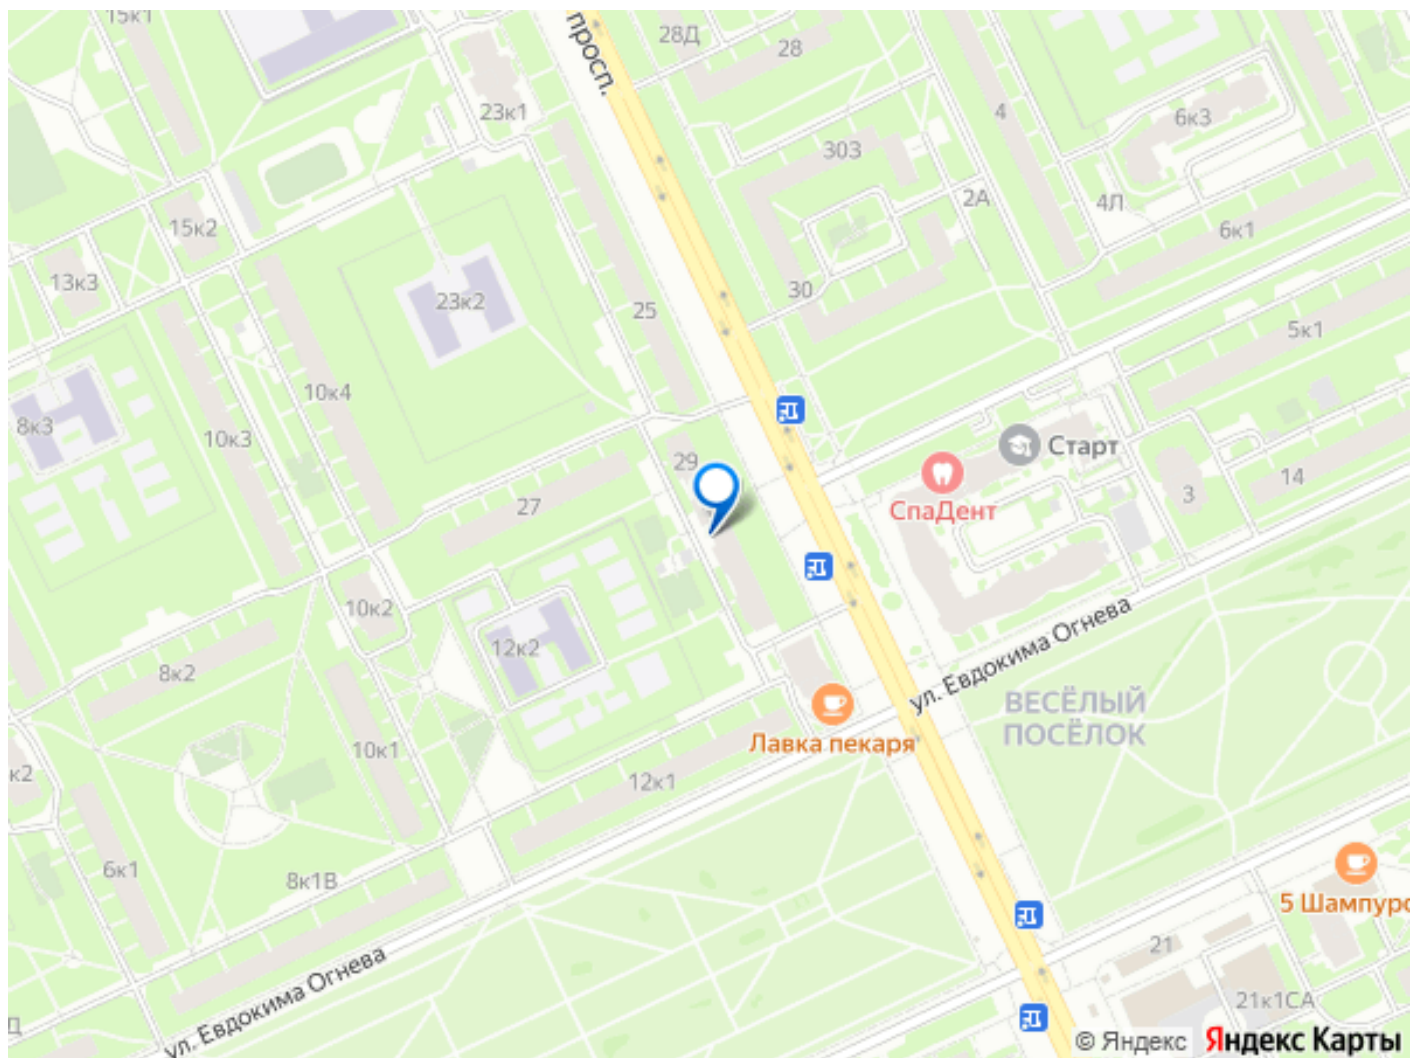 15к1
просп.
28Д
28
23к1
4
6к3
303
2А
4Л
15к2
6к1
13к3
23к2
30
25
5к1
10к4
8к3
10к3
Старт
29
14
27
3
СпаДент
10к2
ул. Евдокима Огнева
12к2
8к2
ВЕСЁЛЫЙ
ПОСЁЛОК
10к1
Лавка пекаря
к2
12к1
6к1
8к1В
5 Шампуро
21
ул. Евдокима Огнева
21к1СА
Д
© Яндекс
Яндекс Карты